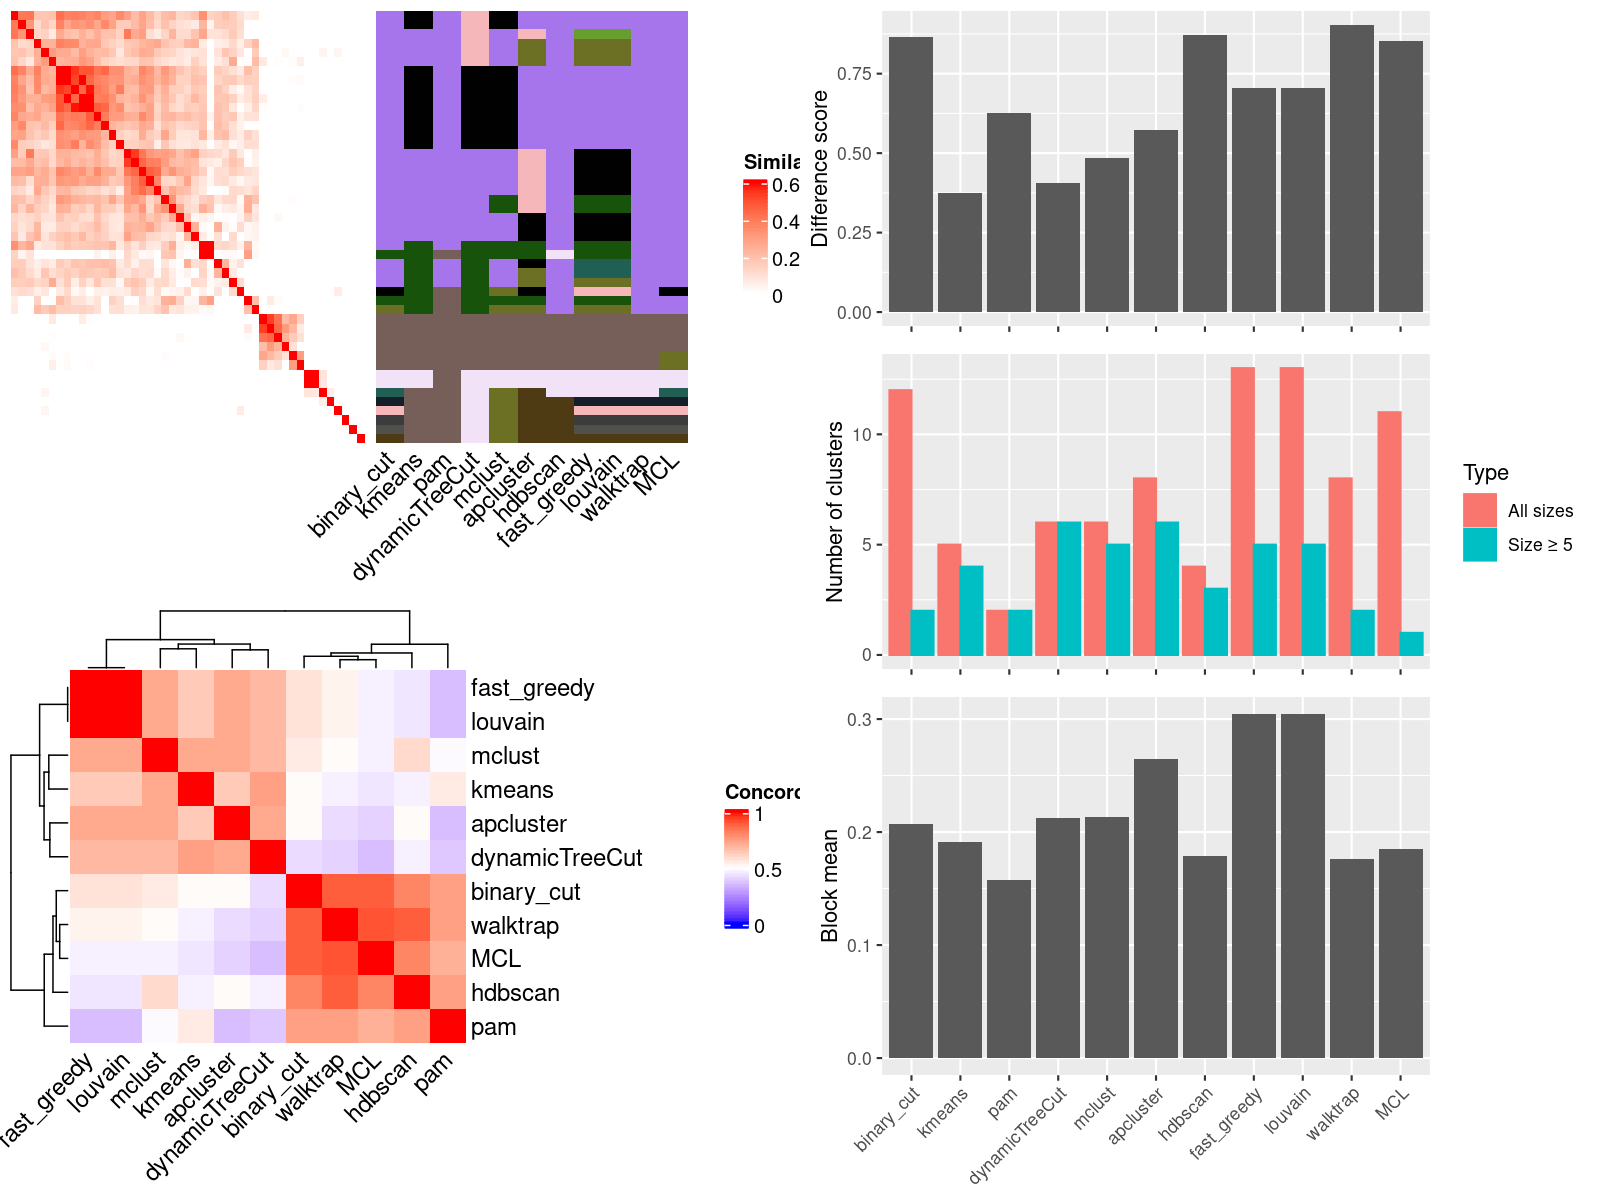 Simila
0.6
0.4
0.2
0
binary_cut
kmeans
pam
dynamicTreeCut
mclust
apcluster
hdbscan
fast_greedy
louvain
walktrap
MCL
fast_greedy
louvain
mclust
kmeans
apcluster
dynamicTreeCut
binary_cut
walktrap
MCL
hdbscan
pam
fast_greedy
louvain
mclust
kmeans
apcluster
dynamicTreeCut
binary_cut
walktrap
MCL
hdbscan
pam
Concord
1
0.5
0
Difference score
0.75
0.50
0.25
0.00
Number of clusters
10
5
0
Type
All sizes
Size ≥ 5
Block mean
0.3
0.2
0.1
0.0
binary_cut
kmeans
pam
dynamicTreeCut
mclust
apcluster
hdbscan
fast_greedy
louvain
walktrap
MCL